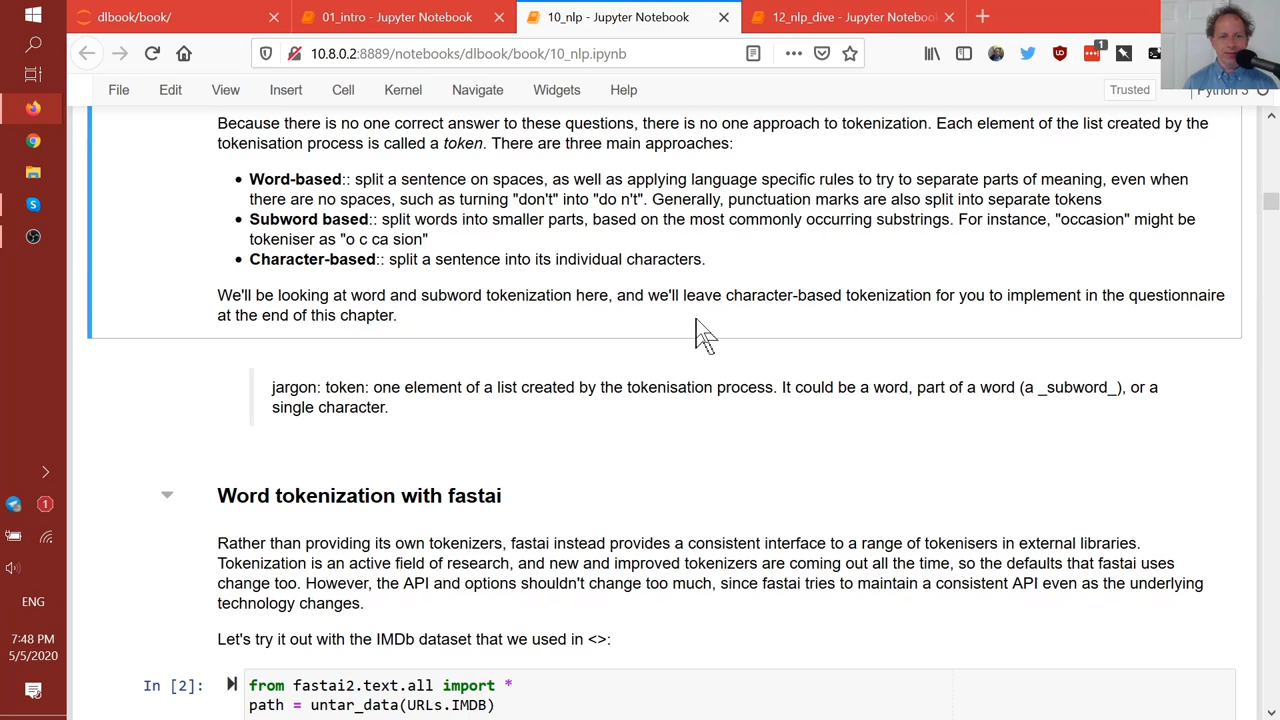 dlbook/book/
01_intro - Jupyter Notebook
10_nlp - Jupyter Notebook
12_nlp_dive - Jupyter Notebook
10.8.0.2:8889/notebooks/dlbook/book/10_nlp.ipynb
1
File Edit View Insert Cell Kernel Navigate Widgets Help
Trusted
Python 3
Because there is no one correct answer to these questions, there is no one approach to tokenization. Each element of the list created by the
tokenisation process is called a token. There are three main approaches:
• Word-based:: split a sentence on spaces, as well as applying language specific rules to try to separate parts of meaning, even when
there are no spaces, such as turning "don't" into "do n't". Generally, punctuation marks are also split into separate tokens
• Subword based:: split words into smaller parts, based on the most commonly occurring substrings. For instance, "occasion" might be
tokeniser as "o c ca sion"
• Character-based:: split a sentence into its individual characters.
We'll be looking at word and subword tokenization here, and we'll leave character-based tokenization for you to implement in the questionnaire
at the end of this chapter.
jargon: token: one element of a list created by the tokenisation process. It could be a word, part of a word (a _subword_), or a
single character.
Word tokenization with fastai
Rather than providing its own tokenizers, fastai instead provides a consistent interface to a range of tokenisers in external libraries.
Tokenization is an active field of research, and new and improved tokenizers are coming out all the time, so the defaults that fastai uses
change too. However, the API and options shouldn't change too much, since fastai tries to maintain a consistent API even as the underlying
technology changes.
Let's try it out with the IMDb dataset that we used in <>:
In [2]:
from fastai2.text.all import *
path = untar_data(URLs.IMDB)
1
ENG
7:48 PM
5/5/2020